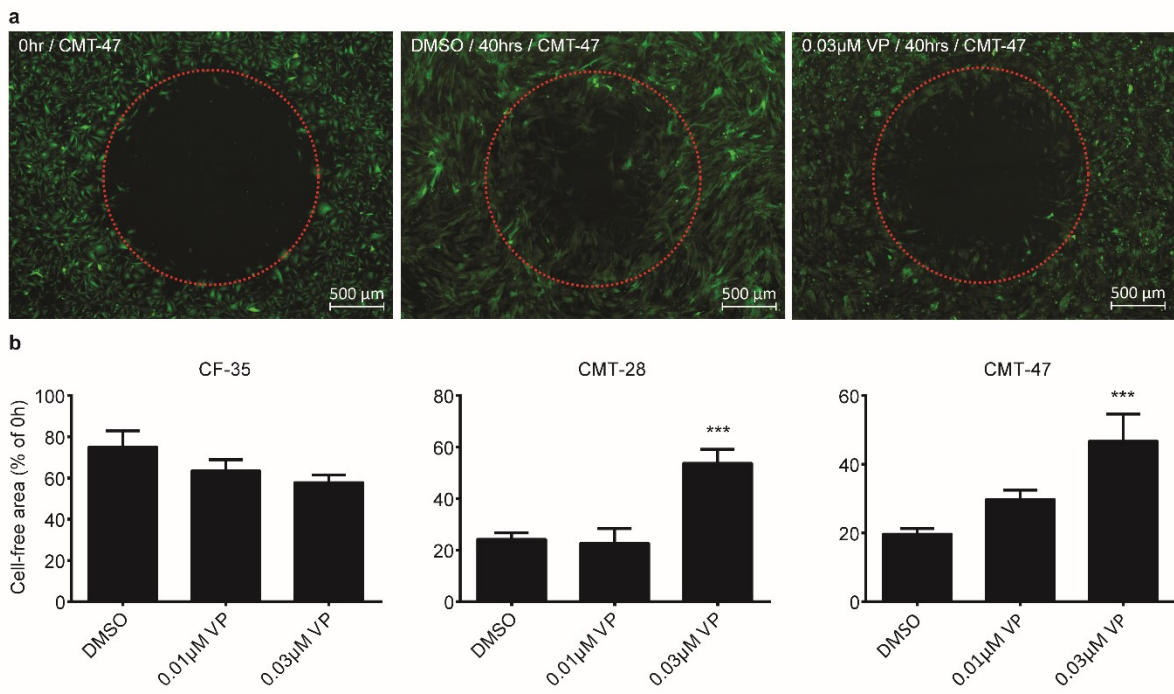 a
0hr / CMT-47
DMSO / 40hrs / CMT-47
0.03µM VP / 40hrs / CMT-47
500 µm
500 µm
500 µm
b
CF-35
Cell-free area (% of 0h)
100
80
60
40
20
0
DMSO
0.01µM VP
0.03µM VP
CMT-28
80
60
40
20
0
***
DMSO
0.01µM VP
0.03µM VP
CMT-47
60
40
20
0
***
DMSO
0.01µM VP
0.03µM VP